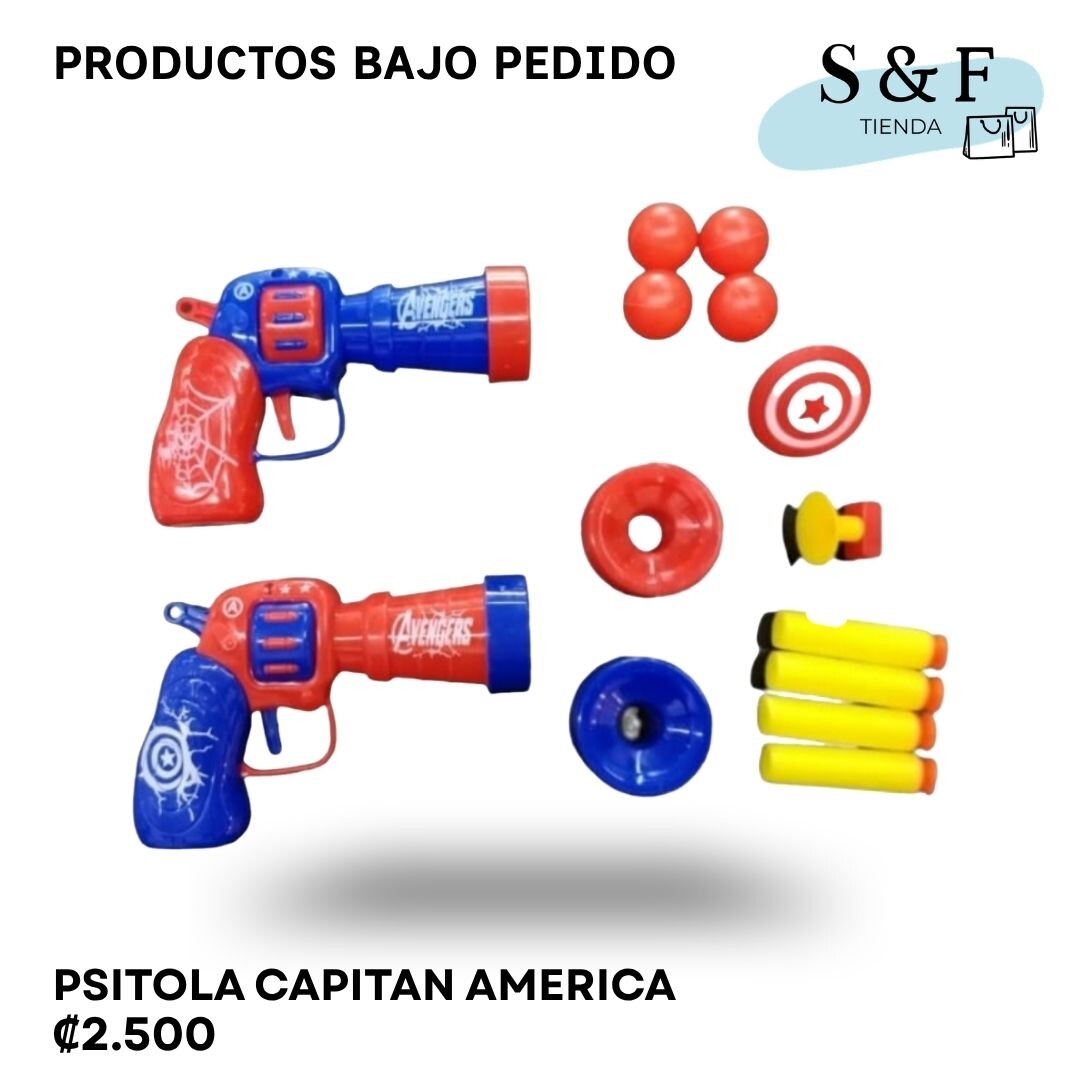 PRODUCTOS BAJO PEDIDO
S & F
TIENDA
AVENGERS
AVENGERS
PSITOLA CAPITAN AMERICA
₡2.500